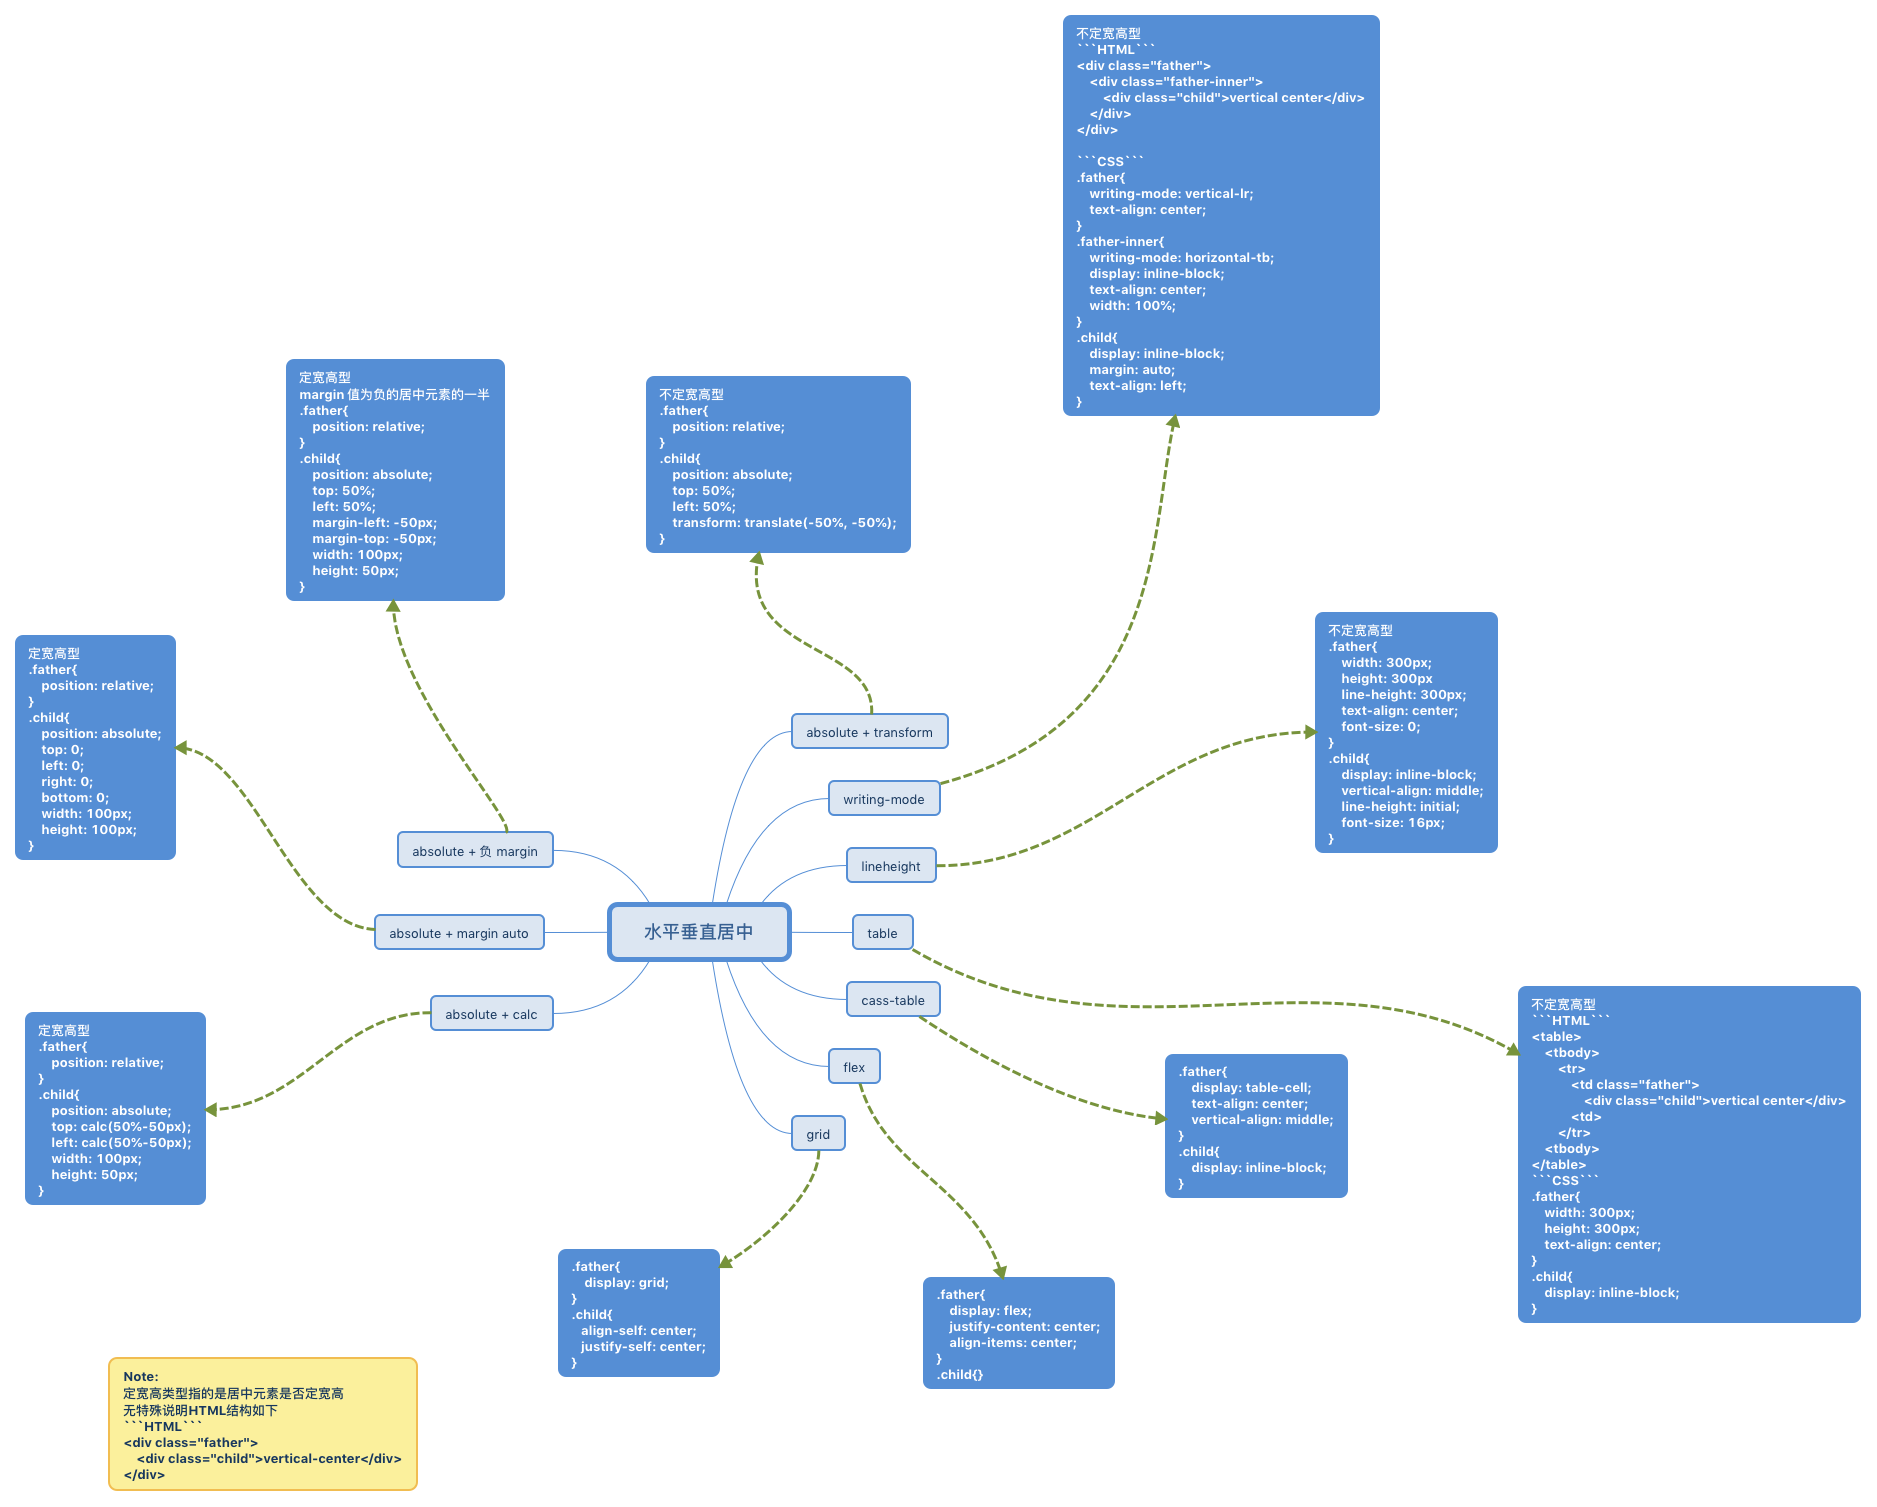 不定宽高型
```HTML```
<div class="father">
    <div class="father-inner">
        <div class="child">vertical center</div>
    </div>
</div>

```CSS```
.father{
    writing-mode: vertical-lr;
    text-align: center;
}
.father-inner{
    writing-mode: horizontal-tb;
    display: inline-block;
    text-align: center;
    width: 100%;
}
.child{
    display: inline-block;
    margin: auto;
    text-align: left;
}
定宽高型
margin 值为负的居中元素的一半
.father{
    position: relative;
}
.child{
    position: absolute;
    top: 50%;
    left: 50%;
    margin-left: -50px;
    margin-top: -50px;
    width: 100px;
    height: 50px;
}
不定宽高型
.father{
    position: relative;
}
.child{
    position: absolute;
    top: 50%;
    left: 50%;
    transform: translate(-50%, -50%);
}
定宽高型
.father{
    position: relative;
}
.child{
    position: absolute;
    top: 0;
    left: 0;
    right: 0;
    bottom: 0;
    width: 100px;
    height: 100px;
}
不定宽高型
.father{
    width: 300px;
    height: 300px
    line-height: 300px;
    text-align: center;
    font-size: 0;
}
.child{
    display: inline-block;
    vertical-align: middle;
    line-height: initial;
    font-size: 16px;
}
absolute + transform
writing-mode
lineheight
absolute + 负 margin
absolute + margin auto
水平垂直居中
table
absolute + calc
cass-table
flex
grid
定宽高型
.father{
    position: relative;
}
.child{
    position: absolute;
    top: calc(50%-50px);
    left: calc(50%-50px);
    width: 100px;
    height: 50px;
}
不定宽高型
```HTML```
<table>
    <tbody>
        <tr>
            <td class="father">
                <div class="child">vertical center</div>
            <td>
        </tr>
    <tbody>
</table>
```CSS```
.father{
    width: 300px;
    height: 300px;
    text-align: center;
}
.child{
    display: inline-block;
}
.father{
    display: table-cell;
    text-align: center;
    vertical-align: middle;
}
.child{
    display: inline-block;
}
.father{
    display: grid;
}
.child{
   align-self: center;
   justify-self: center;
}
.father{
    display: flex;
    justify-content: center;
    align-items: center;
}
.child{}
Note:
定宽高类型指的是居中元素是否定宽高
无特殊说明HTML结构如下
```HTML```
<div class="father">
    <div class="child">vertical-center</div>
</div>